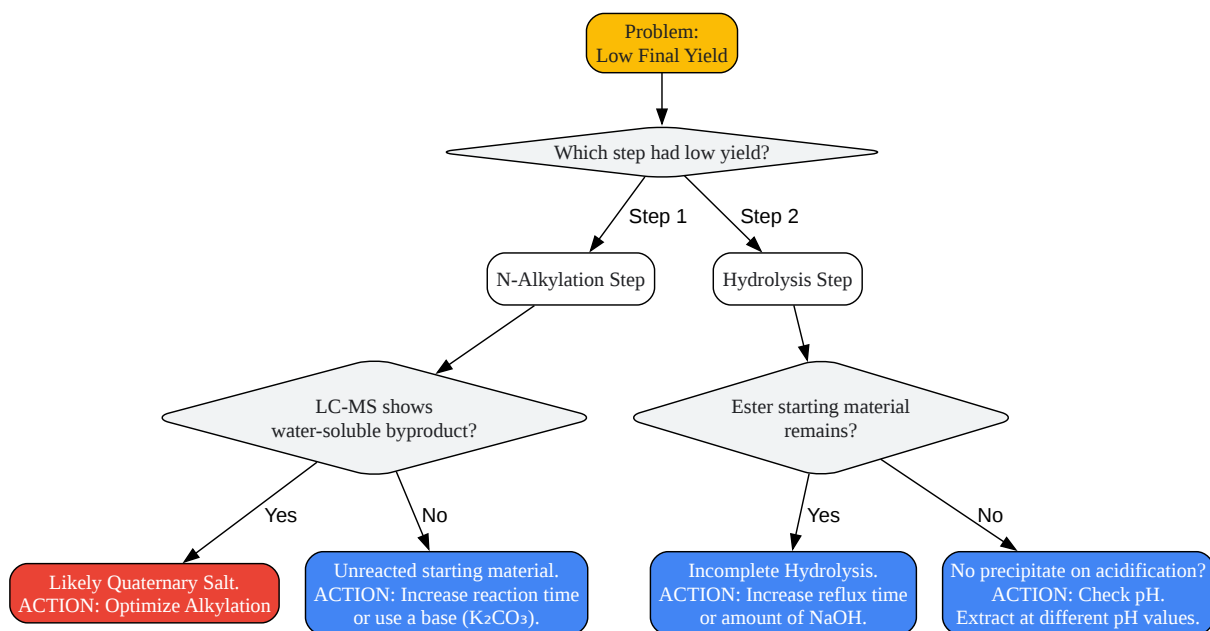 Problem:
Low Final Yield
Which step had low yield?
Step 1
Step 2
N-Alkylation Step
Hydrolysis Step
LC-MS shows
water-soluble byproduct?
Ester starting material
remains?
Yes
No
Yes
No
Likely Quaternary Salt.
ACTION: Optimize Alkylation
Unreacted starting material.
ACTION: Increase reaction time
or use a base (K₂CO₃).
Incomplete Hydrolysis.
ACTION: Increase reflux time
or amount of NaOH.
No precipitate on acidification?
ACTION: Check pH.
Extract at different pH values.